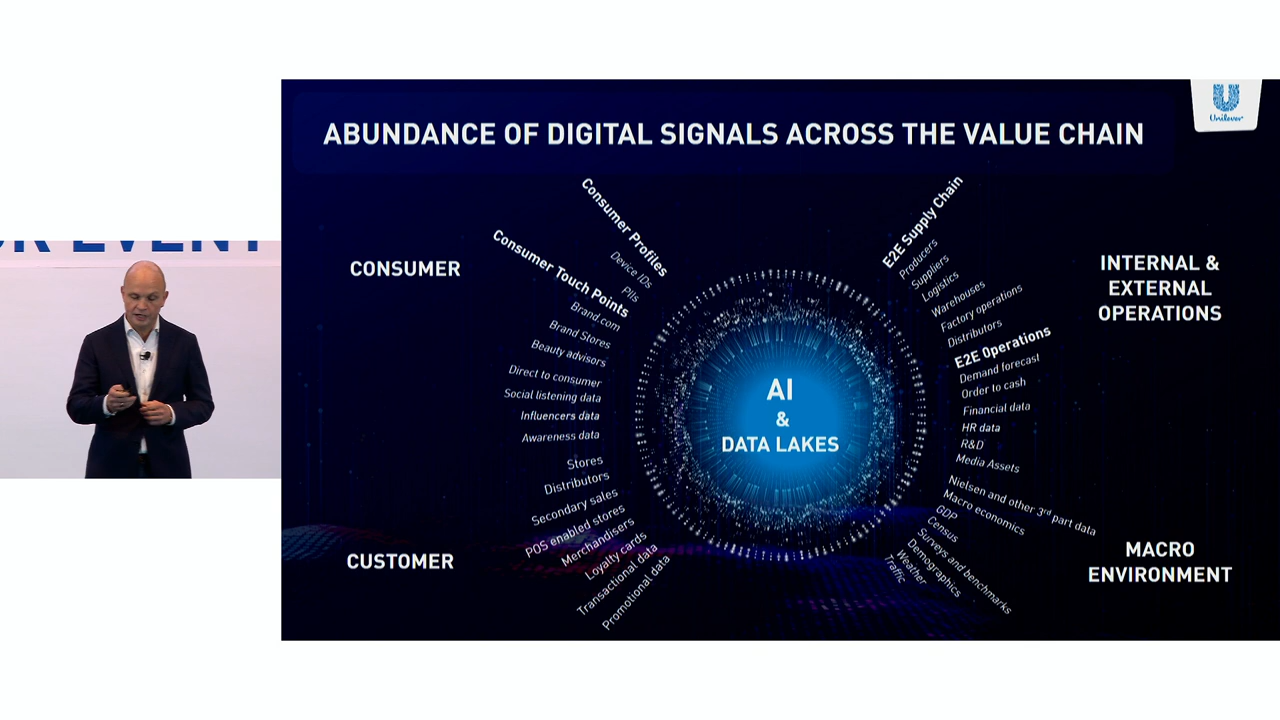 OR EVENT
ABUNDANCE OF DIGITAL SIGNALS ACROSS THE VALUE CHAIN
Unilever
CONSUMER
Consumer Profiles
Device IDs
PIIs
Consumer Touch Points
Brand.com
Brand Stores
Beauty advisors
Direct to consumer
Social listening data
Influencers data
Awareness data
CUSTOMER
Stores
Distributors
Secondary sales
POS enabled stores
Merchandisers
Loyalty cards
Transactional data
Promotional data
AI
&
DATA LAKES
INTERNAL &
EXTERNAL
OPERATIONS
E2E Supply Chain
Producers
Suppliers
Logistics
Warehouses
Factory operations
Distributors
E2E Operations
Demand forecast
Order to cash
Financial data
HR data
R&D
Media Assets
MACRO
ENVIRONMENT
Nielsen and other 3rd part data
Macro economics
GDP
Census
Surveys and benchmarks
Demographics
Weather
Traffic